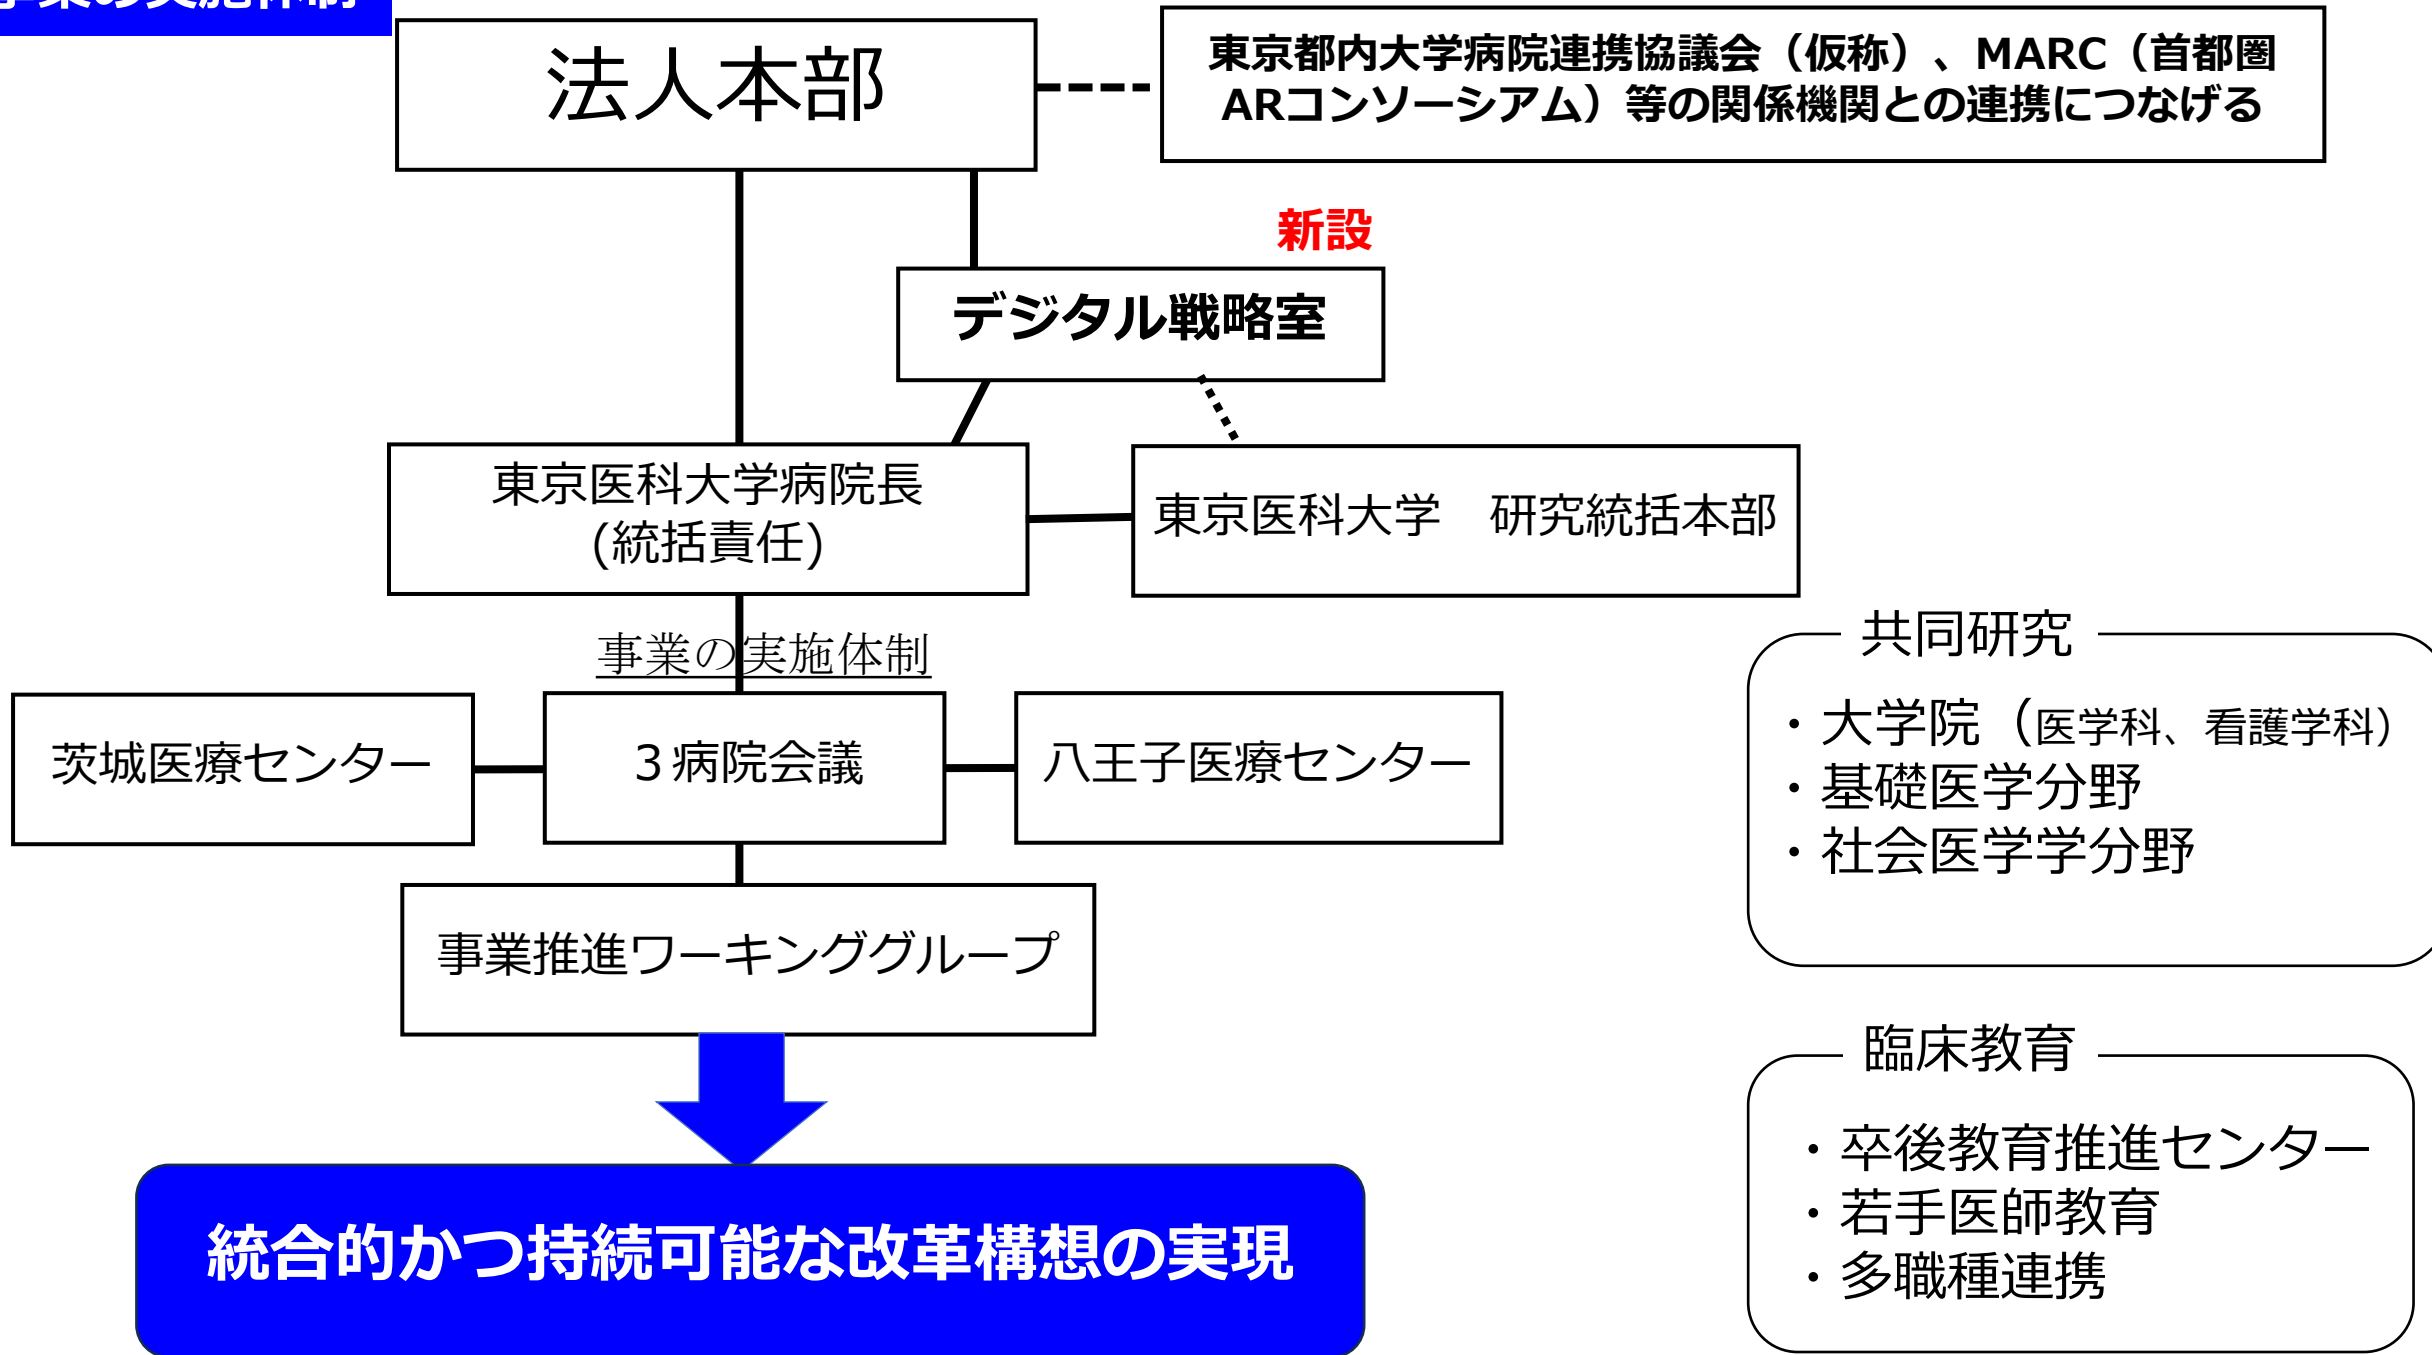 事業の実施体制
法人本部
東京都内大学病院連携協議会（仮称）、MARC（首都圏
ARコンソーシアム）等の関係機関との連携につなげる
新設
デジタル戦略室
東京医科大学病院長
(統括責任)
東京医科大学　研究統括本部
事業の実施体制
茨城医療センター
３病院会議
八王子医療センター
事業推進ワーキンググループ
統合的かつ持続可能な改革構想の実現
共同研究
・大学院（医学科、看護学科）
・基礎医学分野
・社会医学学分野
臨床教育
・卒後教育推進センター
・若手医師教育
・多職種連携